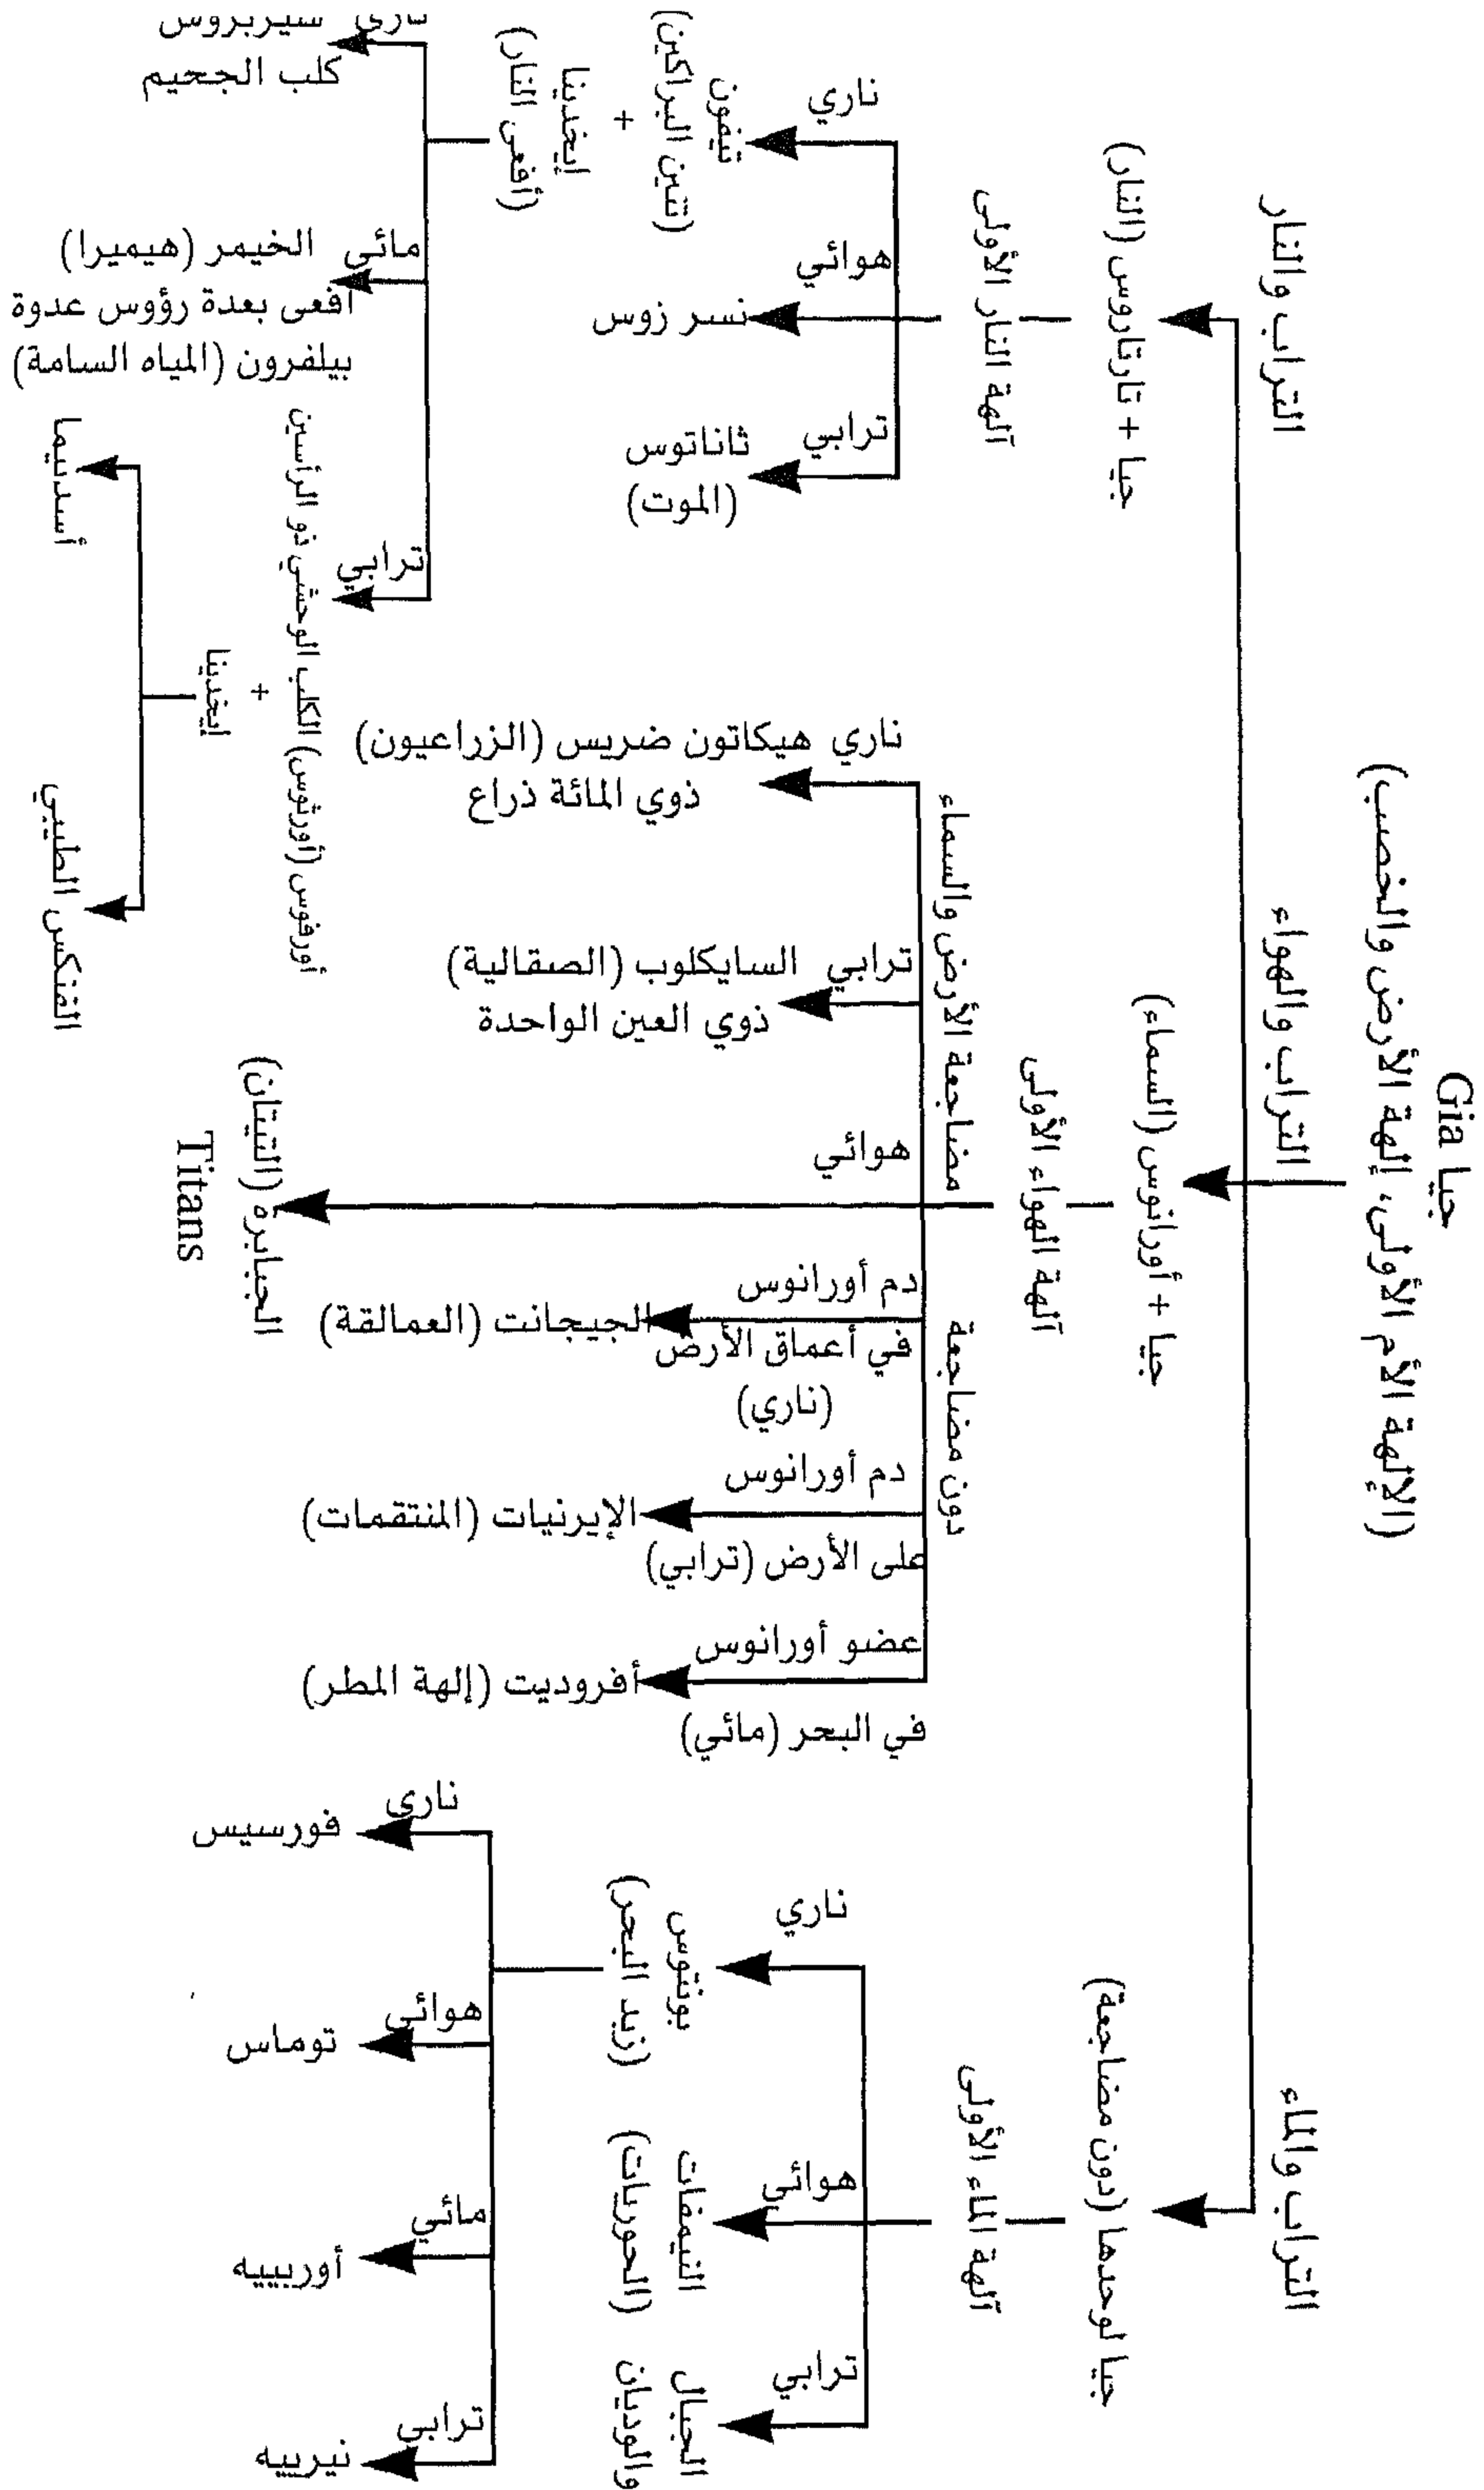 جيا Gia
(الإلهة الأم الأولى، إلهة الأرض والخصب)
التراب والنار
جيا + تارتاروس (النار)
آلهة النار الأولى
ناري
تيفون
(تنين البراكين)
+
إيخدينا
(أفعى النار)
هوائي
نسر زوس
ترابي
ثاناتوس
(الموت)
ناري سيربروس
كلب الجحيم
مائي الخيمر (هيميرا)
افعى بعدة رؤوس عدوة
بيلفرون (المياه السامة)
ترابي
أورفوس (أورثوس) الكلب الوحشي ذو الرأسين
+
إيخدينا
أسد نيما
الفنكس الطيبي
التراب والهواء
جيا + أورانوس (السماء)
آلهة الهواء الأولى
مضاجعة الأرض والسماء
ناري هيكاتون ضريس (الزراعيون)
ذوي المائة ذراع
ترابي السايكلوب (الصقالية)
ذوي العين الواحدة
هوائي
الجبابرة (التيتان)
Titans
دون مضاجعة
دم أورانوس
الجيجانت (العمالقة)
في أعماق الأرض
(ناري)
دم أورانوس
الإيرنيات (المنتقمات)
على الأرض (ترابي)
عضو أورانوس
أفروديت (إلهة المطر)
في البحر (مائي)
التراب والماء
جيا لوحدها (دون مضاجعة)
آلهة الماء الأولى
ناري
بونتوس
(زبد البحر)
هوائي
النيمفات
(الحوريات)
ترابي
الجبال
والوديان
ناري
فورسيس
هوائي
توماس
مائي
أوربييه
ترابي
نيرييه